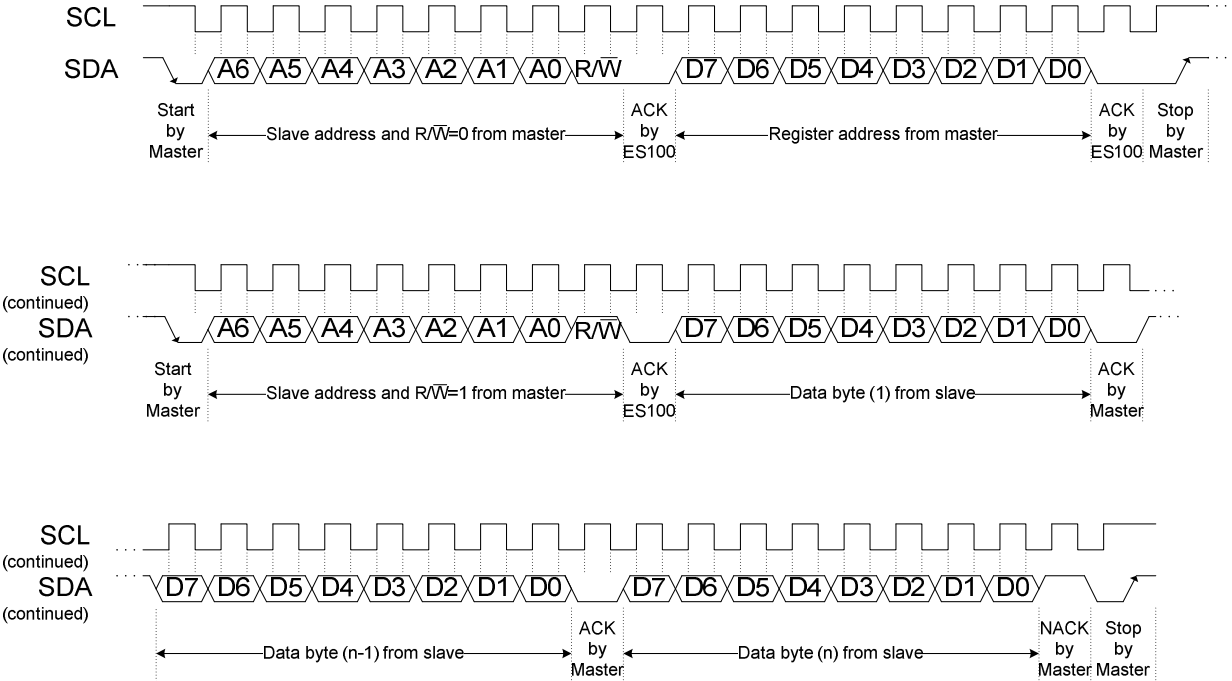 SCL
SDA A6 A5 A4 A3 A2 A1 A0 R/W̅ D7 D6 D5 D4 D3 D2 D1 D0
Start by Master
Slave address and R/W̅=0 from master
ACK by ES100
Register address from master
ACK by ES100
Stop by Master
SCL
(continued)
SDA A6 A5 A4 A3 A2 A1 A0 R/W̅ D7 D6 D5 D4 D3 D2 D1 D0
(continued)
Start by Master
Slave address and R/W̅=1 from master
ACK by ES100
Data byte (1) from slave
ACK by Master
SCL
(continued)
SDA D7 D6 D5 D4 D3 D2 D1 D0 D7 D6 D5 D4 D3 D2 D1 D0
(continued)
Data byte (n-1) from slave
ACK by Master
Data byte (n) from slave
NACK by Master
Stop by Master